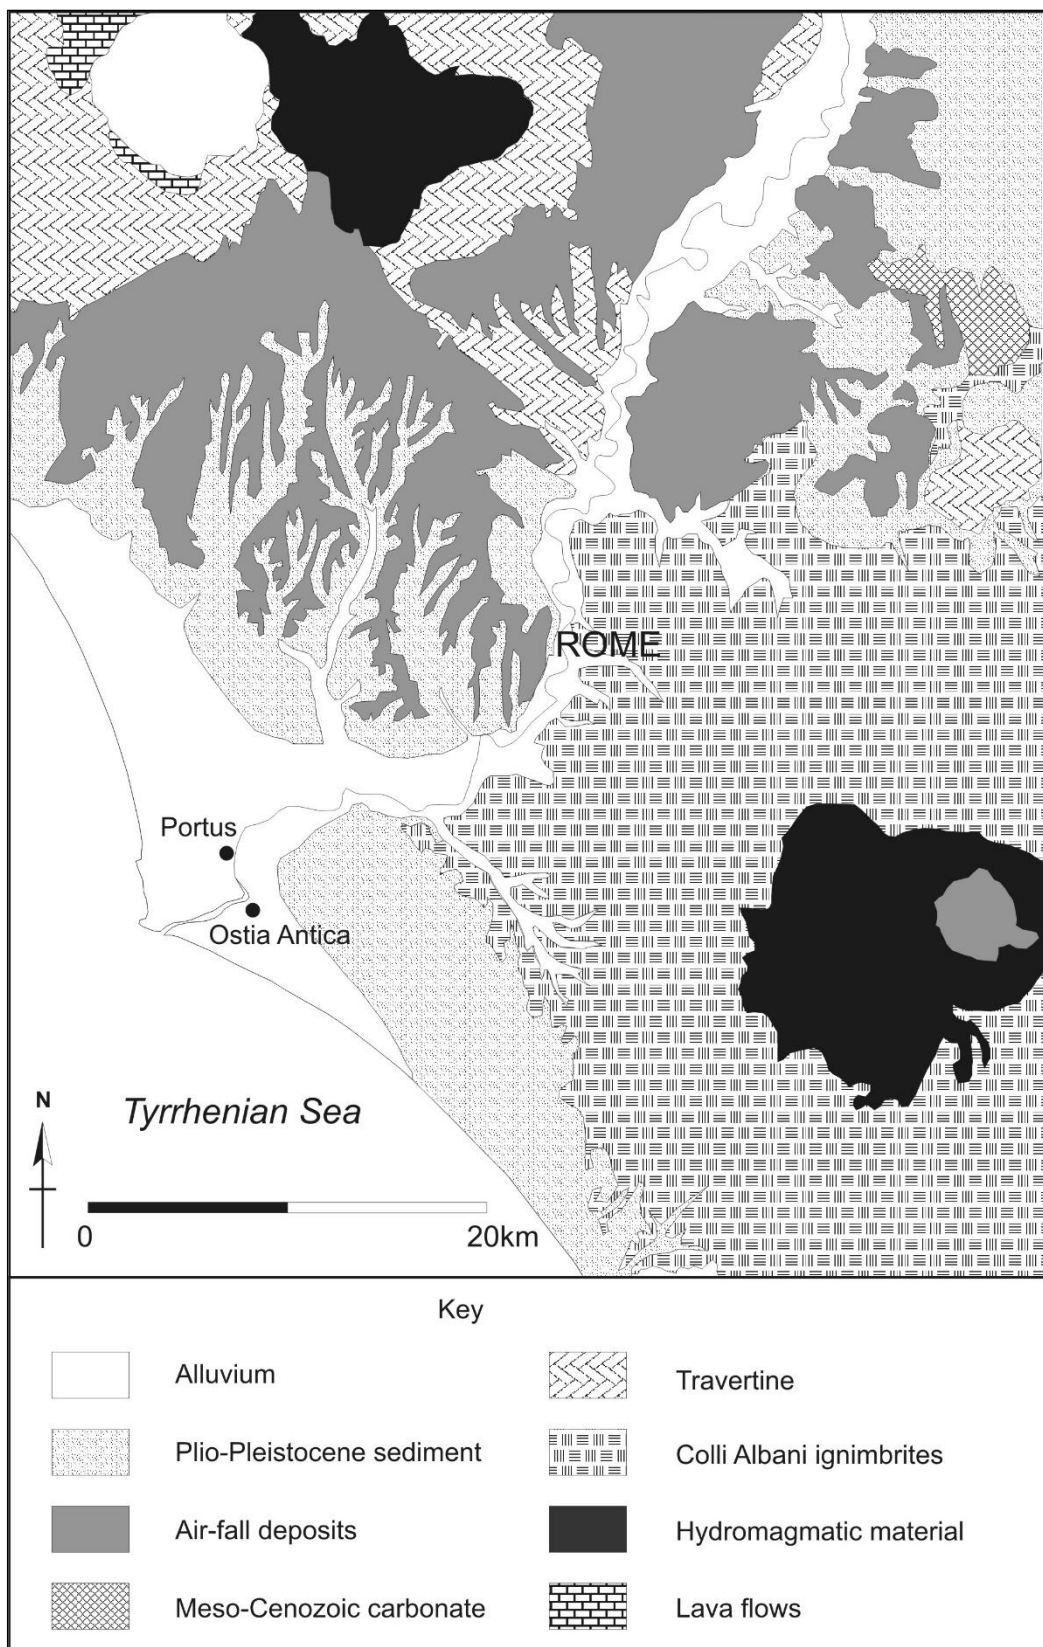 ROME
Portus
Ostia Antica
N
Tyrrhenian Sea
0 20km
Key
Alluvium
Travertine
Plio-Pleistocene sediment
Colli Albani ignimbrites
Air-fall deposits
Hydromagmatic material
Meso-Cenozoic carbonate
Lava flows